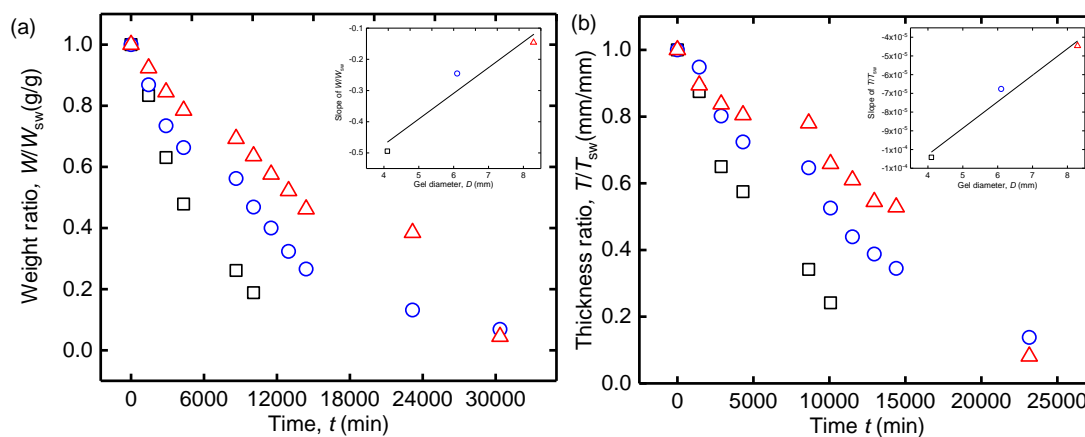 (a)
Weight ratio, W/Wsw(g/g)
1.0
0.8
0.6
0.4
0.2
0.0
0 6000 12000 18000 24000 30000
Time, t (min)
Slope of W/Wsw
-0.1
-0.2
-0.3
-0.4
-0.5
4 5 6 7 8
Gel diameter, D (mm)
(b)
Thickness ratio, T/Tsw(mm/mm)
1.0
0.8
0.6
0.4
0.2
0.0
0 5000 10000 15000 20000 25000
Time t (min)
Slope of T/Tsw
-4x10-5
-5x10-5
-6x10-5
-7x10-5
-8x10-5
-9x10-5
-1x10-4
-1x10-4
4 5 6 7 8
Gel diameter, D (mm)